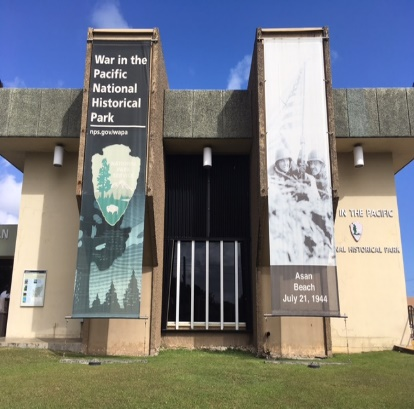 War in the
Pacific
National
Historical
Park
nps.gov/wapa
Asan
Beach
July 21, 1944
IN THE PACIFIC
NAL HISTORICAL PARK